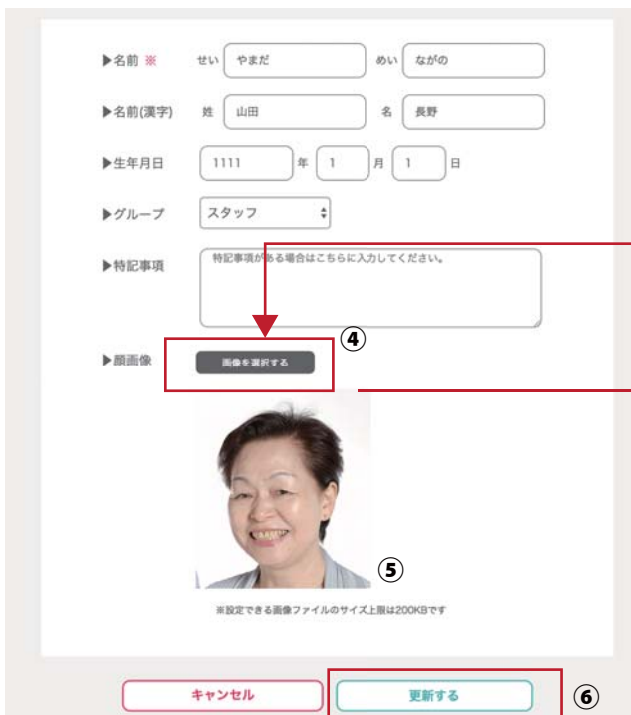 ▶名前 ※ せい やまだ めい ながの
▶名前(漢字) 姓 山田 名 長野
▶生年月日 1111 年 1 月 1 日
▶グループ スタッフ
▶特記事項 特記事項がある場合はこちらに入力してください。
④
▶顔画像 画像を選択する
⑤
※設定できる画像ファイルのサイズ上限は200KBです
キャンセル 更新する ⑥